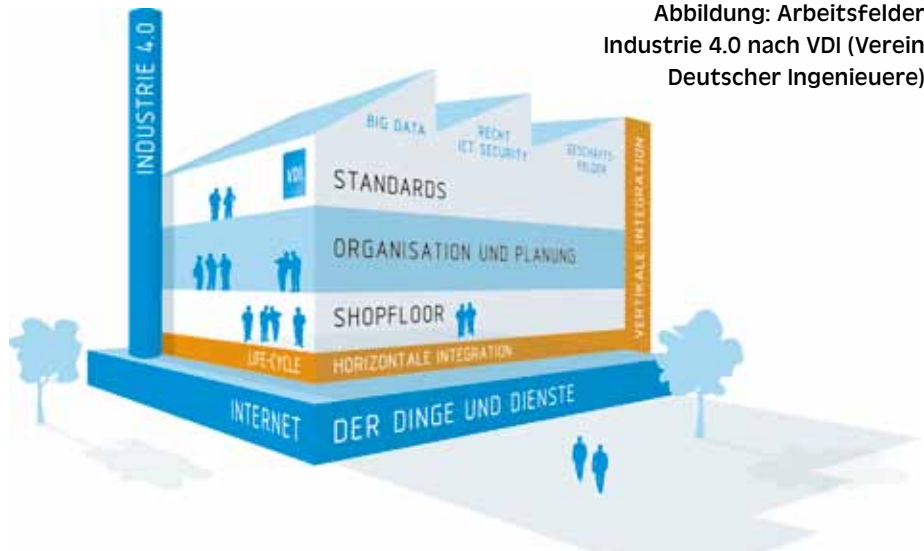 Abbildung: Arbeitsfelder
Industrie 4.0 nach VDI (Verein
Deutscher Ingenieuere)
INDUSTRIE 4.0
BIG DATA
RECHT
ICT SECURITY
GESCHÄFTS-
FELDER
VDI
STANDARDS
ORGANISATION UND PLANUNG
SHOPFLOOR
VERTIKALE INTEGRATION
LIFE-CYCLE
HORIZONTALE INTEGRATION
INTERNET DER DINGE UND DIENSTE